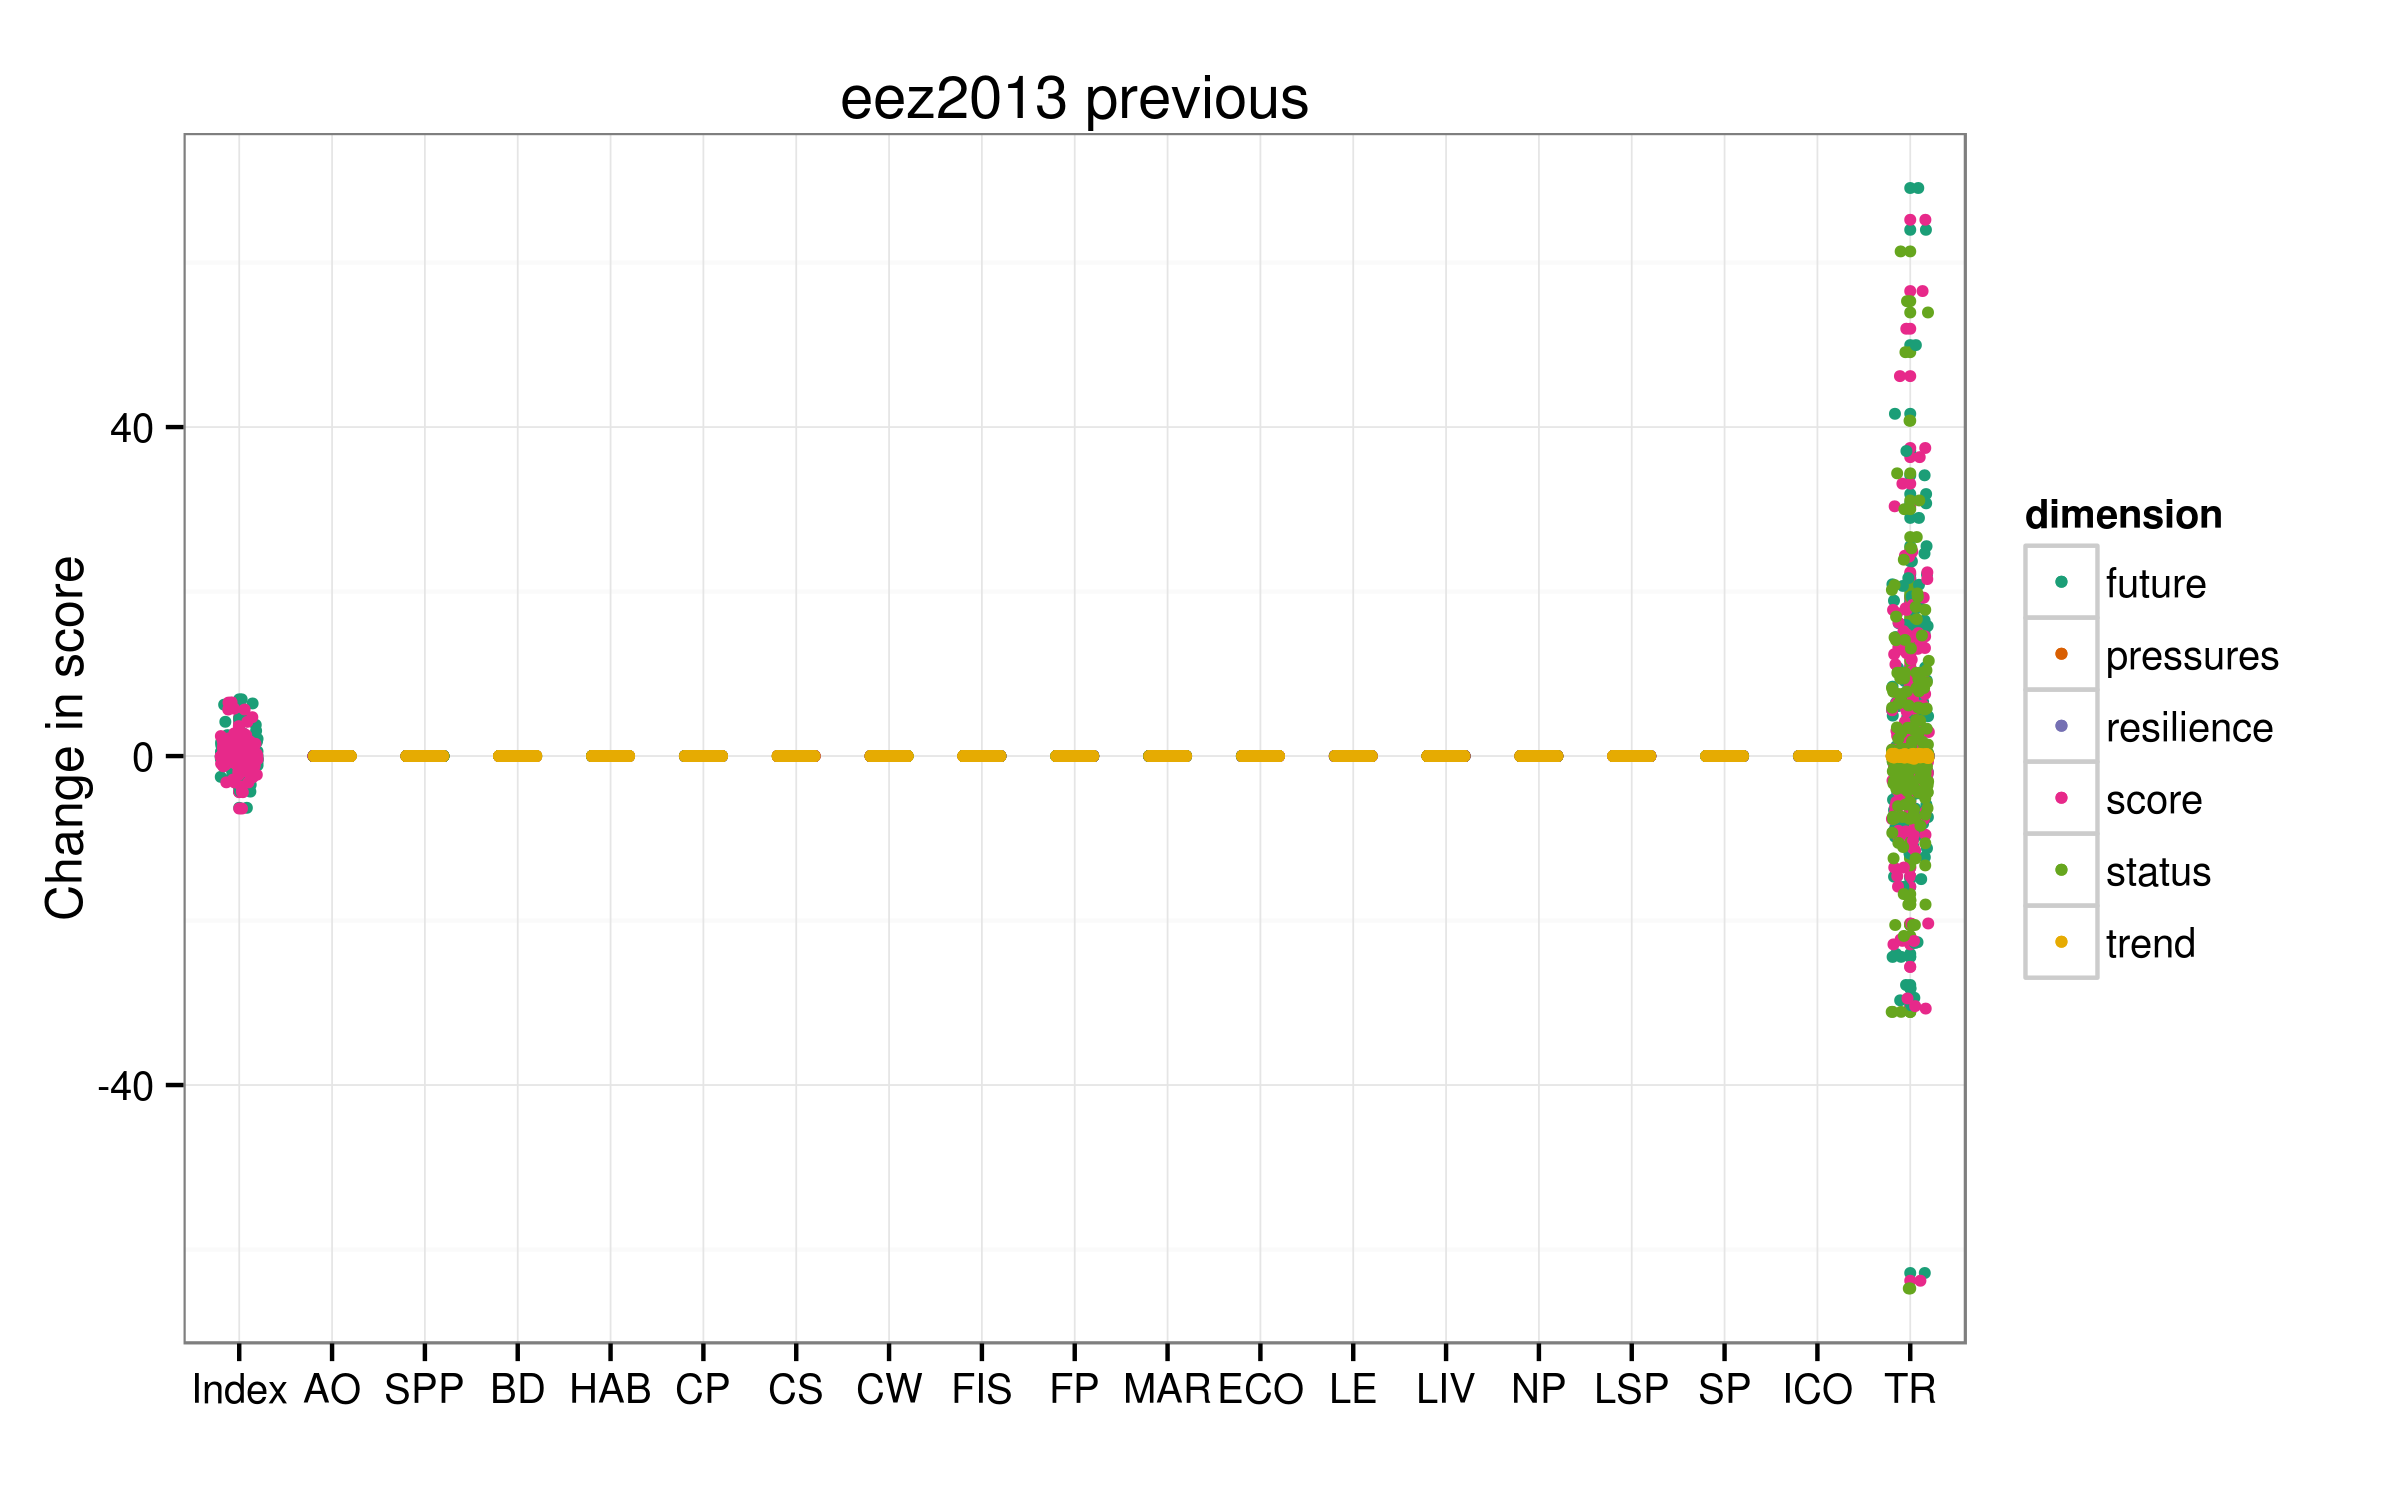 eez2013 previous
Change in score
40
0
-40
Index AO SPP BD HAB CP CS CW FIS FP MAR ECO LE LIV NP LSP SP ICO TR
dimension
future
pressures
resilience
score
status
trend